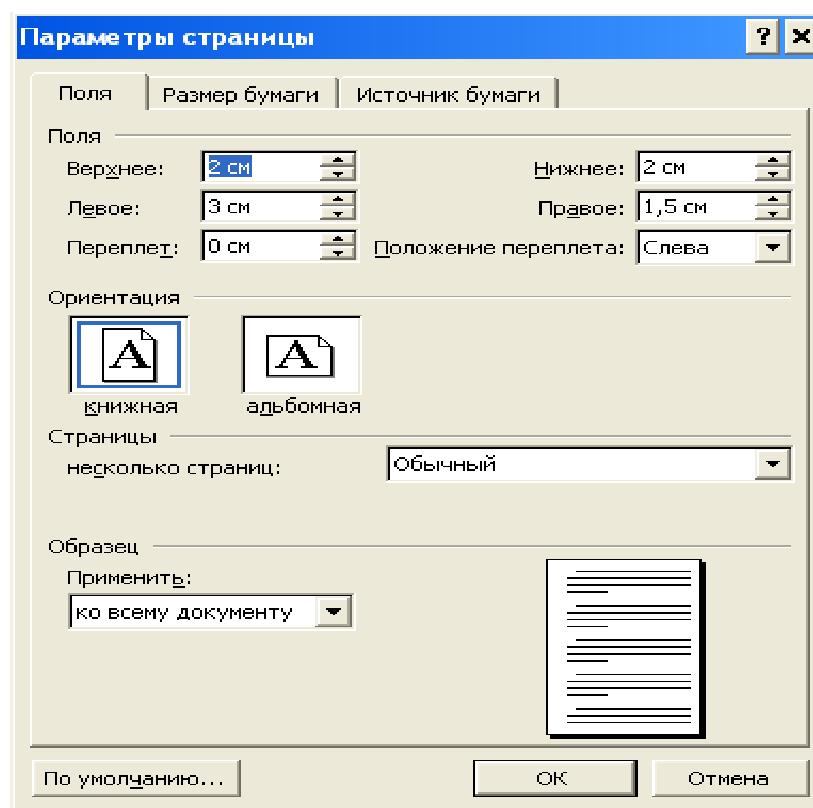 Параметры страницы ? ×
Поля Размер бумаги Источник бумаги
Поля
Верхнее: 2 см Нижнее: 2 см
Левое: 3 см Правое: 1,5 см
Переплет: 0 см Положение переплета: Слева
Ориентация
A A
книжная альбомная
Страницы
несколько страниц: Обычный
Образец
Применить:
ко всему документу
По умолчанию... ОК Отмена